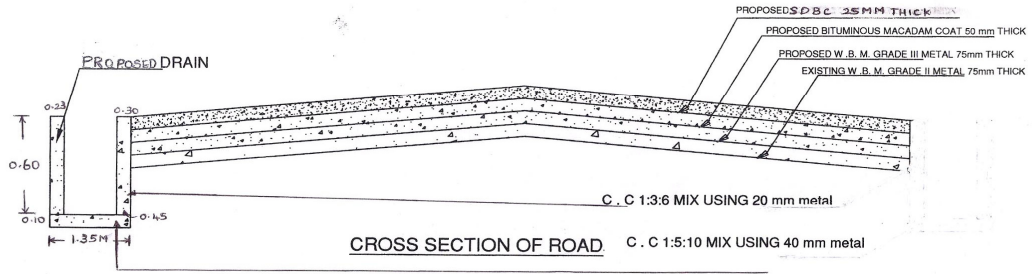 PROPOSED SDBC 25MM THICK
PROPOSED BITUMINOUS MACADAM COAT 50 mm THICK
PROPOSED W.B.M. GRADE III METAL 75mm THICK
EXISTING W.B.M. GRADE II METAL 75mm THICK
PROPOSED DRAIN
0.23
0.30
0.60
0.10
0.45
1.35M
C.C 1:3:6 MIX USING 20 mm metal
CROSS SECTION OF ROAD
C.C 1:5:10 MIX USING 40 mm metal